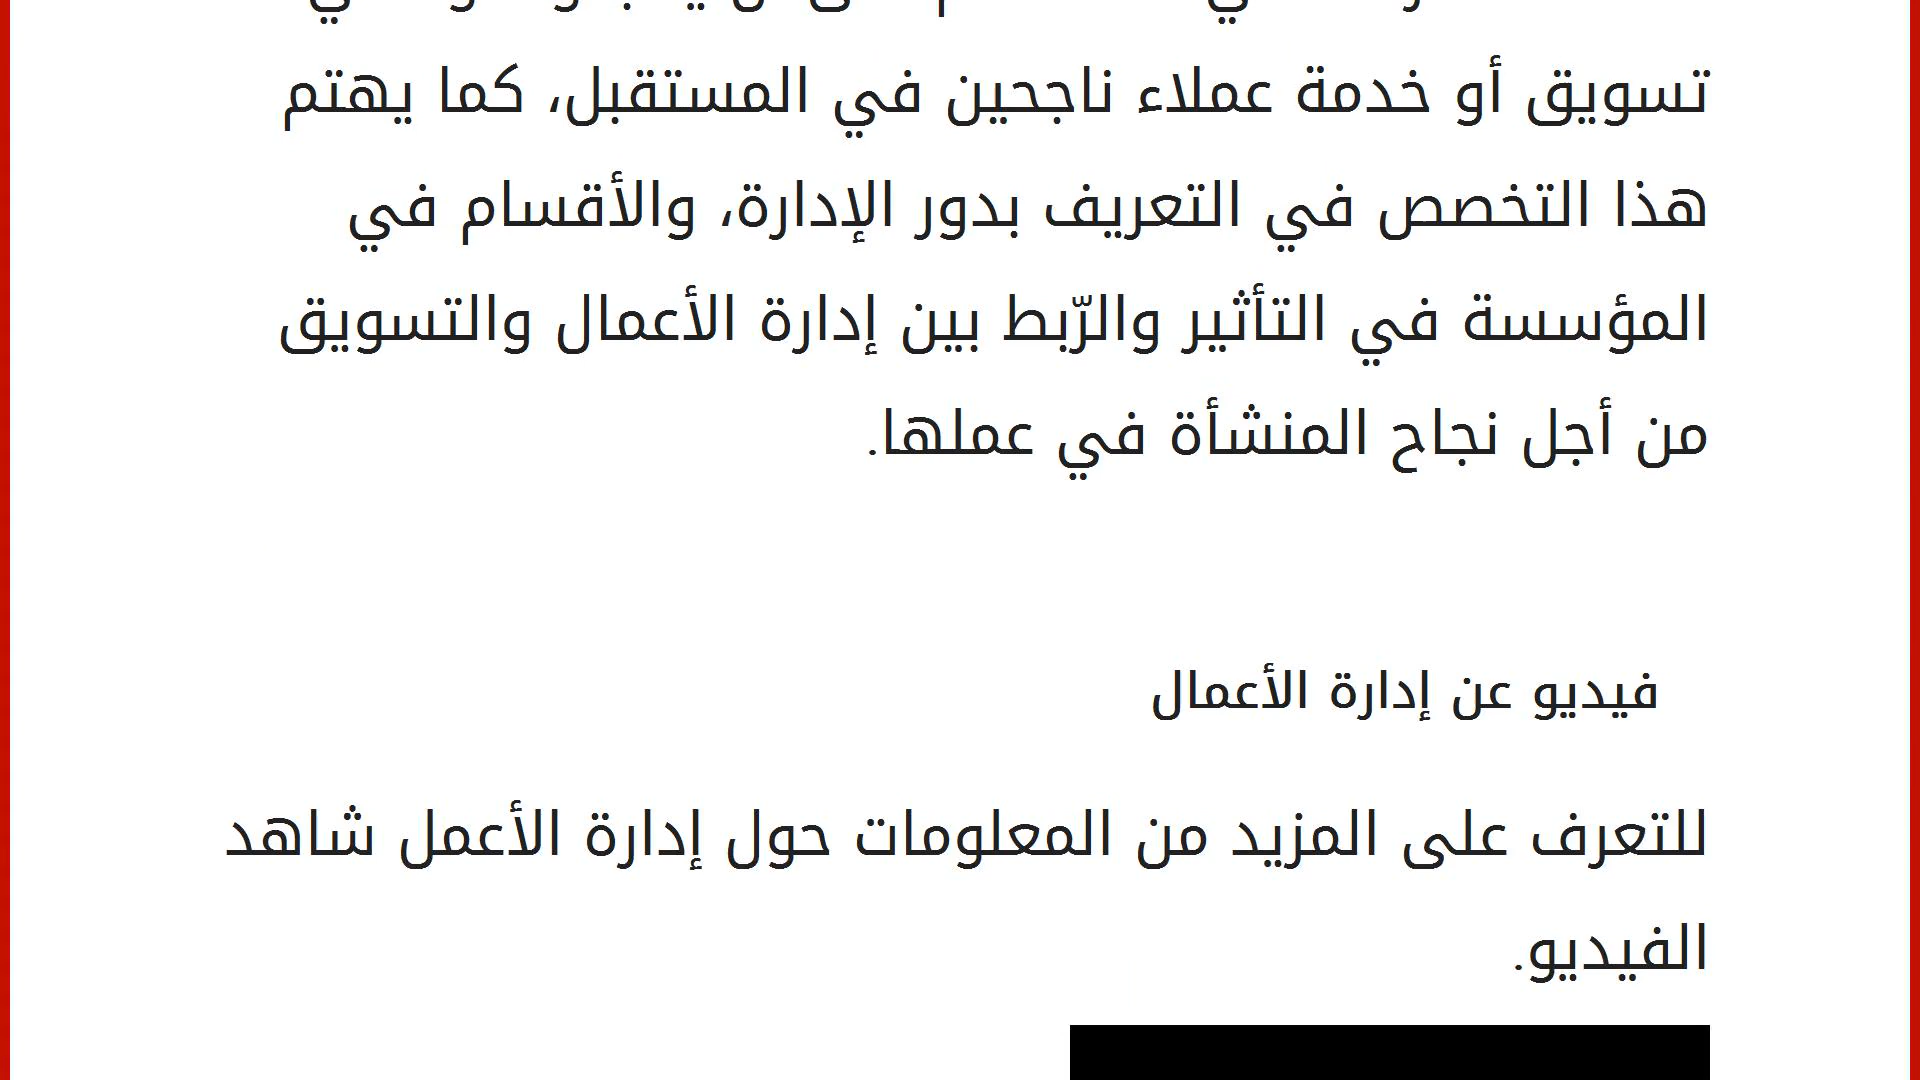 تسويق أو خدمة عملاء ناجحين في المستقبل، كما يهتم
هذا التخصص في التعريف بدور الإدارة، والأقسام في
المؤسسة في التأثير والرّبط بين إدارة الأعمال والتسويق
من أجل نجاح المنشأة في عملها.
فيديو عن إدارة الأعمال
للتعرف على المزيد من المعلومات حول إدارة الأعمل شاهد
الفيديو.